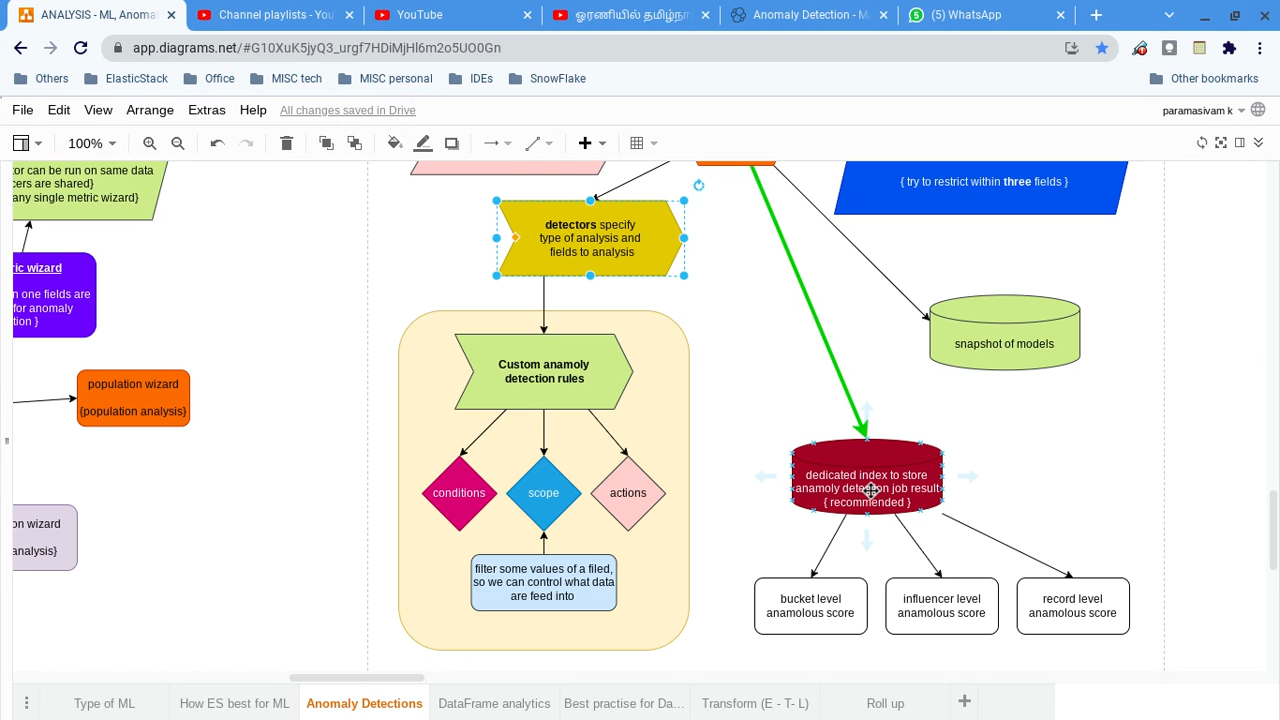 ANALYSIS - ML, Anomal
Channel playlists - You
YouTube
ஓரணியில் தமிழ்நா
Anomaly Detection - Ma
(5) WhatsApp
app.diagrams.net/#G10XuK5jyQ3_urgf7HDiMjHl6m2o5UO0Gn
Others
ElasticStack
Office
MISC tech
MISC personal
IDEs
SnowFlake
Other bookmarks
File
Edit
View
Arrange
Extras
Help
All changes saved in Drive
paramasivam k
100%
tor can be run on same data
cers are shared}
any single metric wizard}
{ try to restrict within three fields }
detectors specify
type of analysis and
fields to analysis
ric wizard
n one fields are
for anomaly
tion }
snapshot of models
Custom anamoly
detection rules
population wizard
{population analysis}
conditions
scope
actions
dedicated index to store
anamoly detection job result
{ recommended }
on wizard
analysis}
filter some values of a filed,
so we can control what data
are feed into
bucket level
anamolous score
influencer level
anamolous score
record level
anamolous score
Type of ML
How ES best for ML
Anomaly Detections
DataFrame analytics
Best practise for Da...
Transform (E - T- L)
Roll up